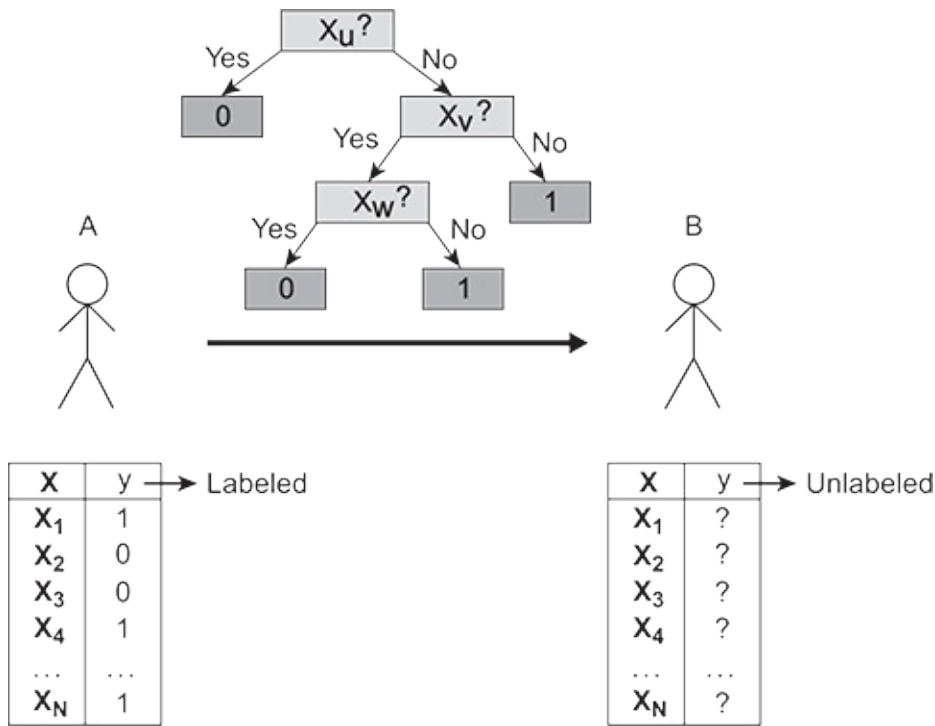 Xu?
Yes No
0 Xv?
Yes No
Xw? 1
A B
Yes No
0 1
X y Labeled
X1 1
X2 0
X3 0
X4 1
... ...
XN 1
X y Unlabeled
X1 ?
X2 ?
X3 ?
X4 ?
... ...
XN ?